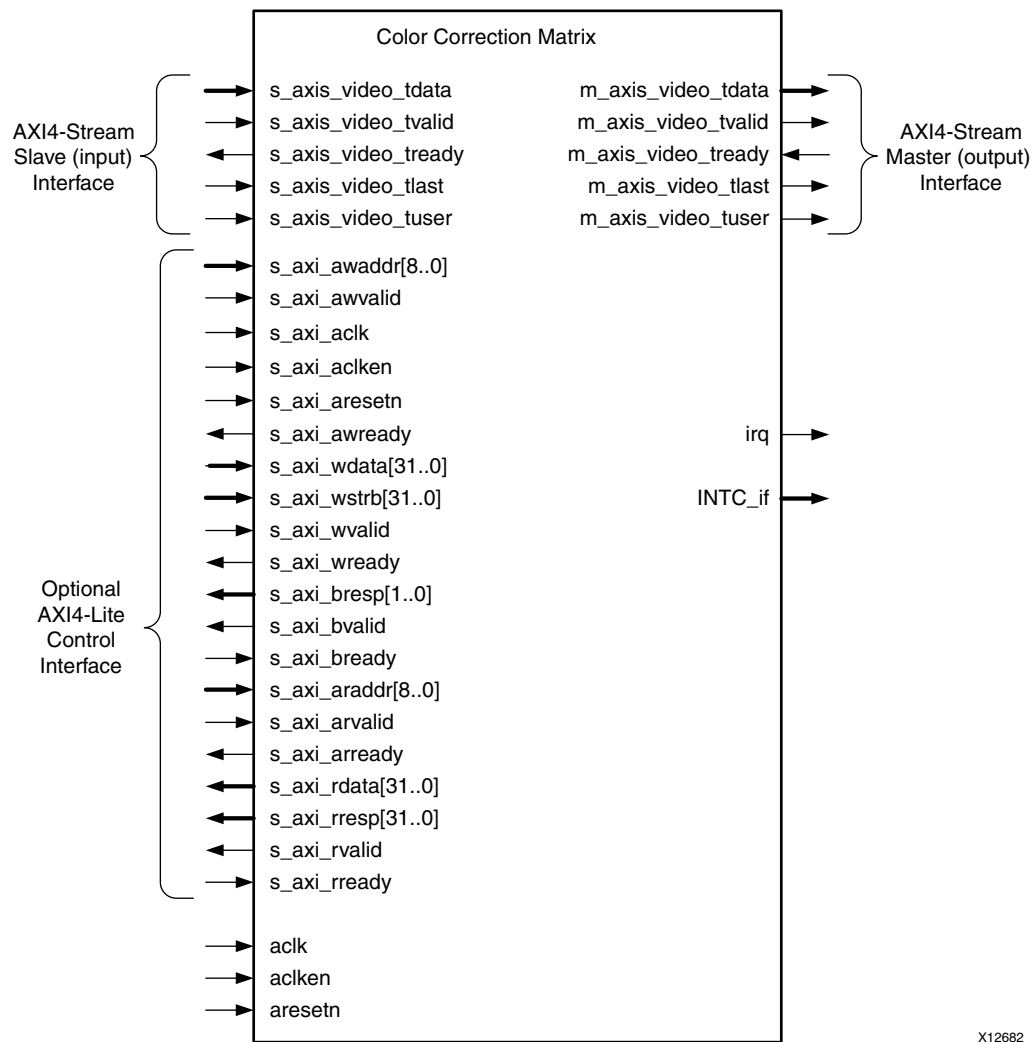 Color Correction Matrix
AXI4-Stream
Slave (input)
Interface
s_axis_video_tdata
s_axis_video_tvalid
s_axis_video_tready
s_axis_video_tlast
s_axis_video_tuser
m_axis_video_tdata
m_axis_video_tvalid
m_axis_video_tready
m_axis_video_tlast
m_axis_video_tuser
AXI4-Stream
Master (output)
Interface
Optional
AXI4-Lite
Control
Interface
s_axi_awaddr[8..0]
s_axi_awvalid
s_axi_aclk
s_axi_aclken
s_axi_aresetn
s_axi_awready
s_axi_wdata[31..0]
s_axi_wstrb[31..0]
s_axi_wvalid
s_axi_wready
s_axi_bresp[1..0]
s_axi_bvalid
s_axi_bready
s_axi_araddr[8..0]
s_axi_arvalid
s_axi_arready
s_axi_rdata[31..0]
s_axi_rresp[31..0]
s_axi_rvalid
s_axi_rready
irq
INTC_if
aclk
aclken
aresetn
X12682